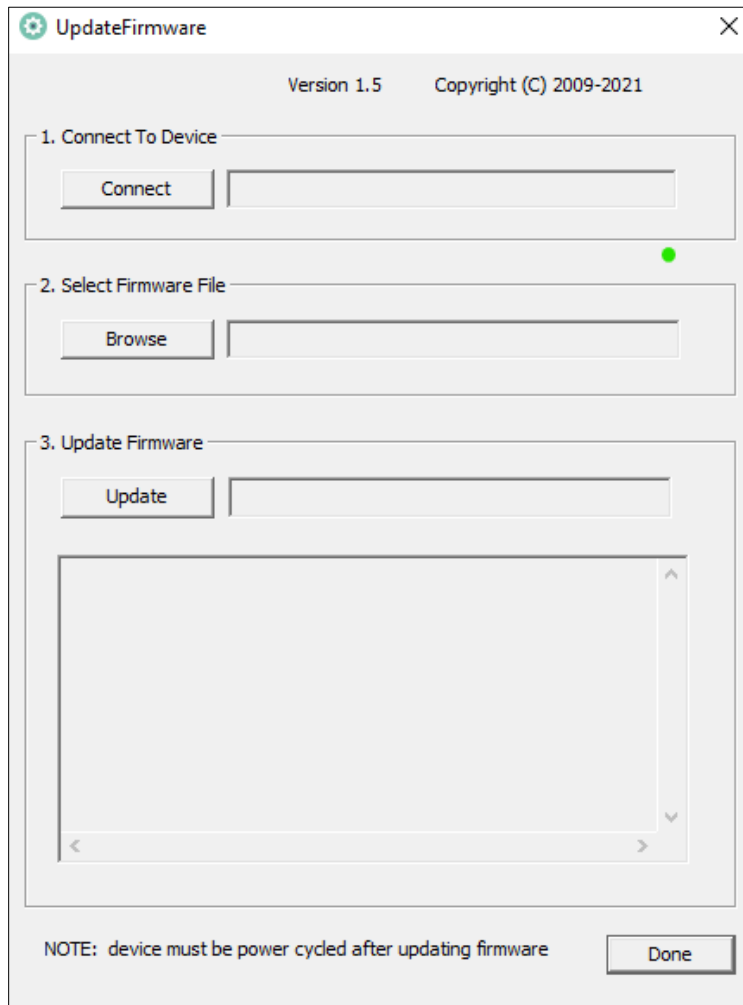 UpdateFirmware
Version 1.5 Copyright (C) 2009-2021
1. Connect To Device
Connect
2. Select Firmware File
Browse
3. Update Firmware
Update
NOTE: device must be power cycled after updating firmware
Done